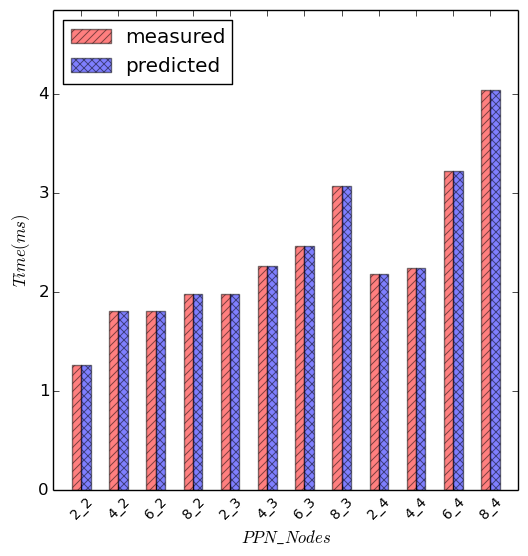 measured
predicted
4
3
2
1
0
Time(ms)
2_2 4_2 6_2 8_2 2_3 4_3 6_3 8_3 2_4 4_4 6_4 8_4
PPN_Nodes